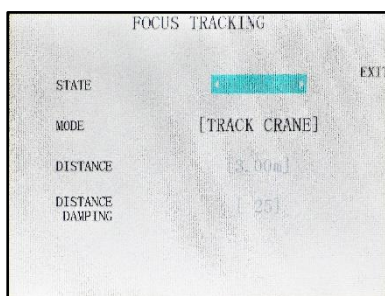 FOCUS TRACKING
EXIT
STATE
MODE [TRACK CRANE]
DISTANCE [3.00m]
DISTANCE [ 25]
DAMPING